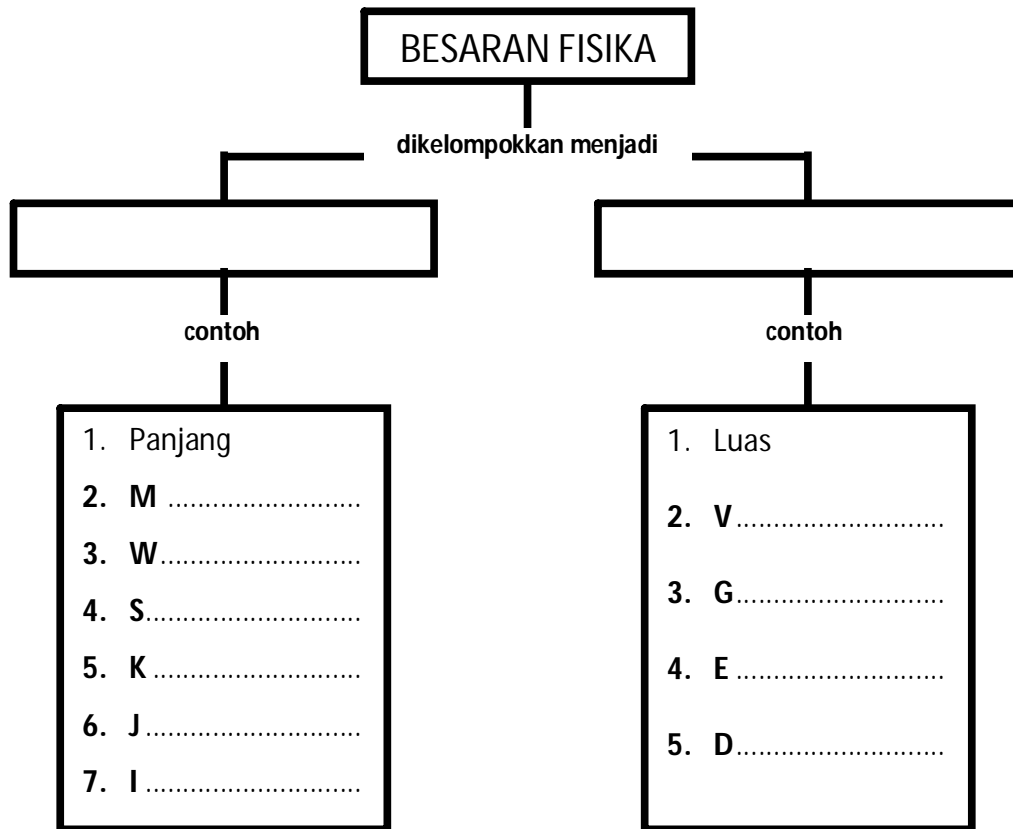 BESARAN FISIKA
dikelompokkan menjadi
contoh
contoh
1. Panjang
2. M ..........................
3. W...........................
4. S.............................
5. K ............................
6. J .............................
7. I .............................
1. Luas
2. V ............................
3. G............................
4. E ............................
5. D............................